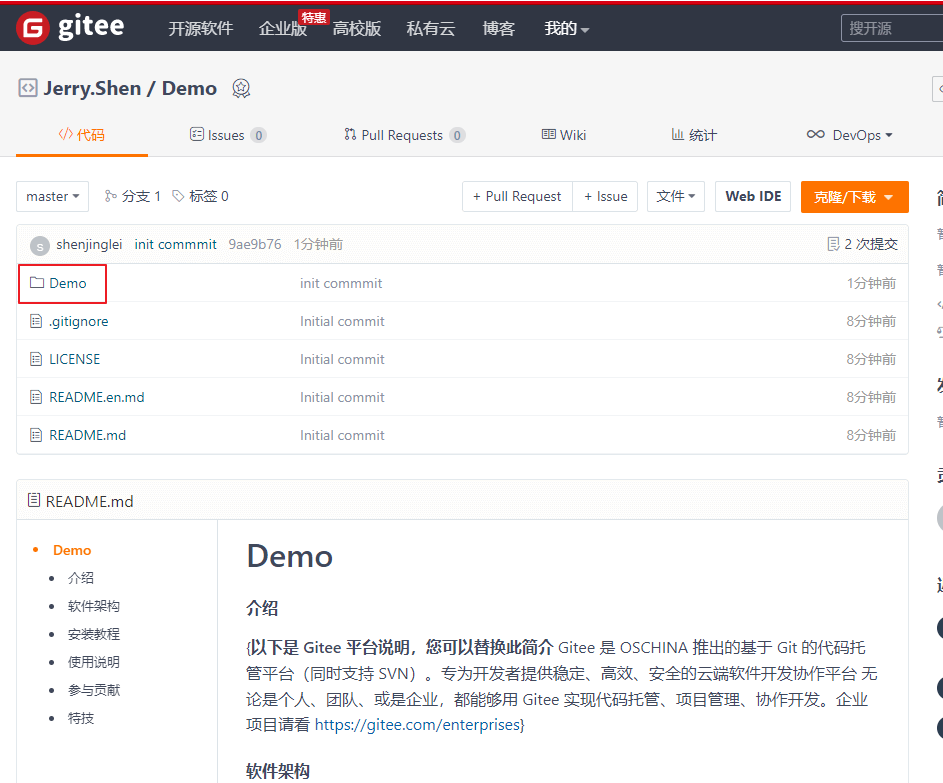 gitee 开源软件 企业版 特惠 高校版 私有云 博客 我的 搜开源
Jerry.Shen / Demo
代码 Issues 0 Pull Requests 0 Wiki 统计 DevOps
master 分支 1 标签 0 + Pull Request + Issue 文件 Web IDE 克隆/下载
s shenjinglei init commmit 9ae9b76 1分钟前 2 次提交
Demo init commmit 1分钟前
.gitignore Initial commit 8分钟前
LICENSE Initial commit 8分钟前
README.en.md Initial commit 8分钟前
README.md Initial commit 8分钟前
README.md
Demo
介绍
软件架构
安装教程
使用说明
参与贡献
特技
Demo
介绍
{以下是 Gitee 平台说明，您可以替换此简介 Gitee 是 OSCHINA 推出的基于 Git 的代码托
管平台（同时支持 SVN）。专为开发者提供稳定、高效、安全的云端软件开发协作平台 无
论是个人、团队、或是企业，都能够用 Gitee 实现代码托管、项目管理、协作开发。企业
项目请看 https://gitee.com/enterprises}
软件架构